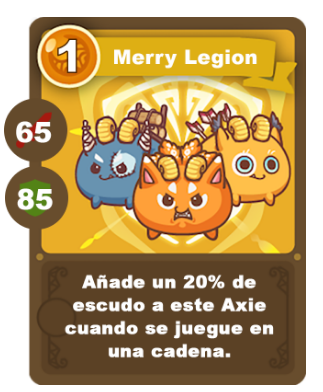 1
Merry Legion
65
85
Añade un 20% de
escudo a este Axie
cuando se juegue en
una cadena.